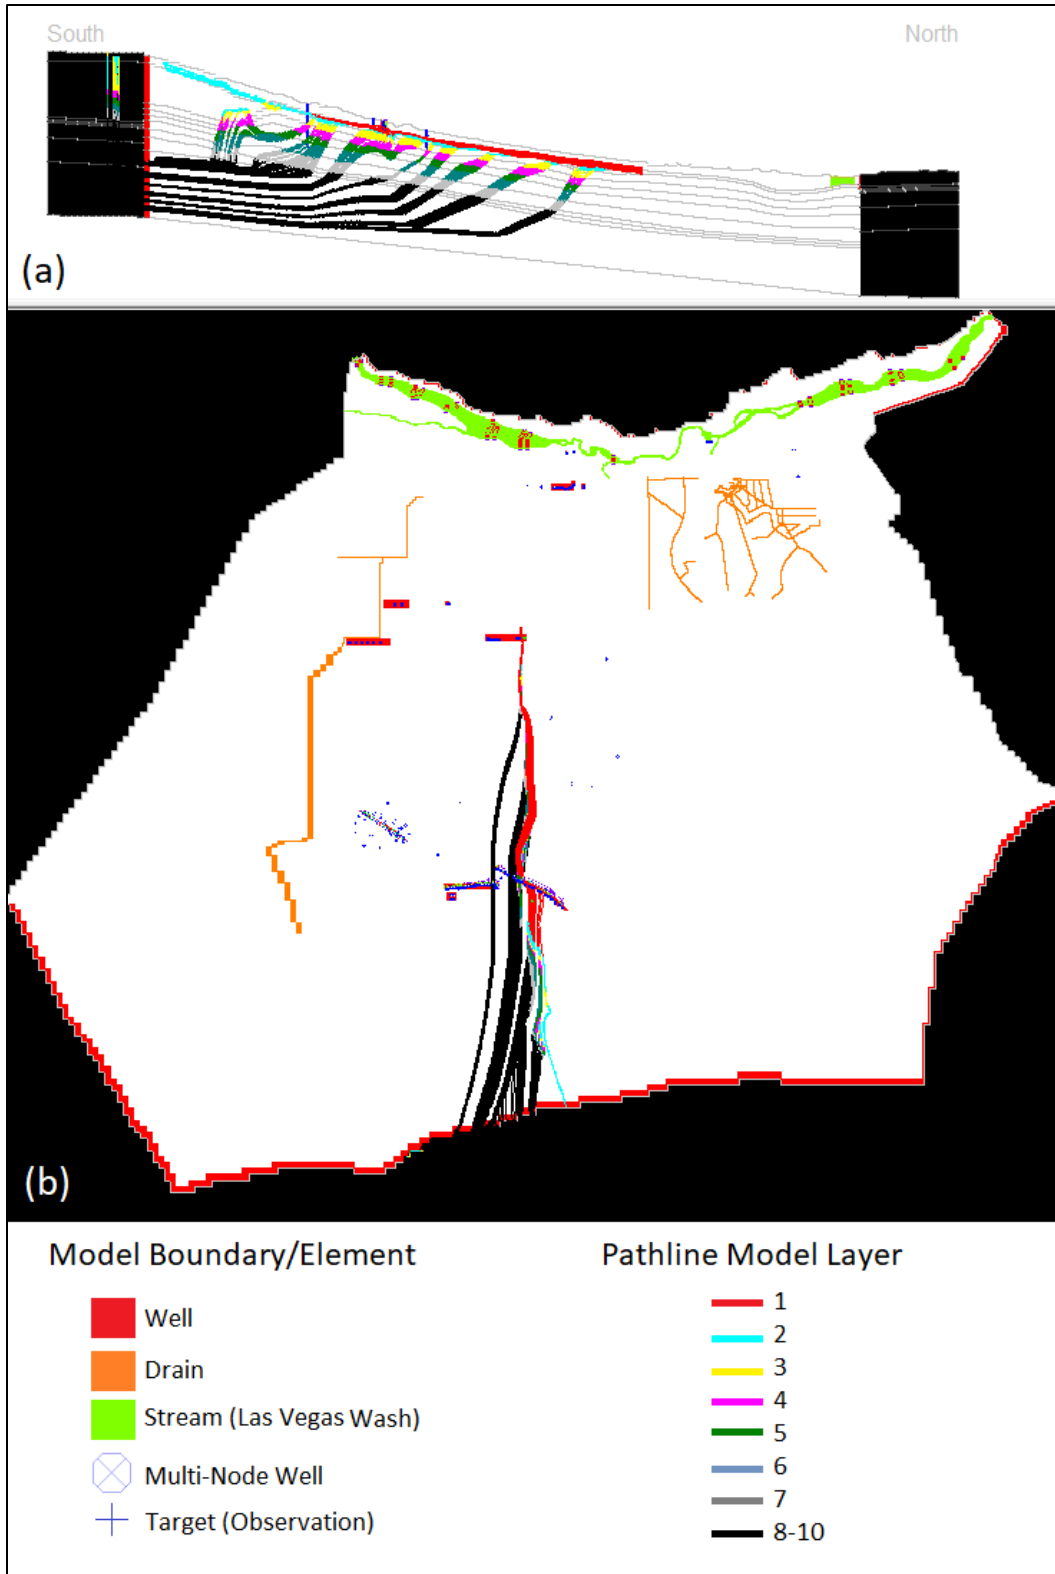 South North
(a)
(b)
Model Boundary/Element
Well
Drain
Stream (Las Vegas Wash)
Multi-Node Well
Target (Observation)
Pathline Model Layer
1
2
3
4
5
6
7
8-10